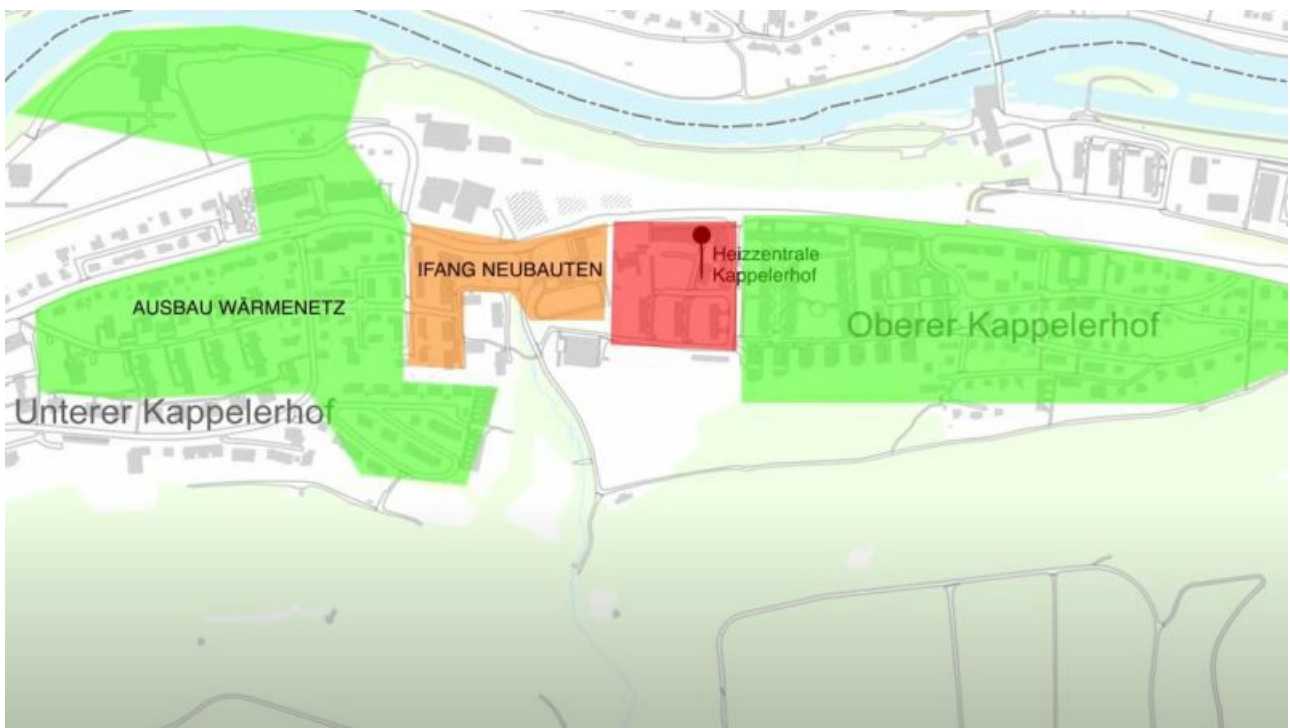 Heizzentrale
Kappelerhof
IFANG NEUBAUTEN
AUSBAU WÄRMENETZ
Oberer Kappelerhof
Unterer Kappelerhof